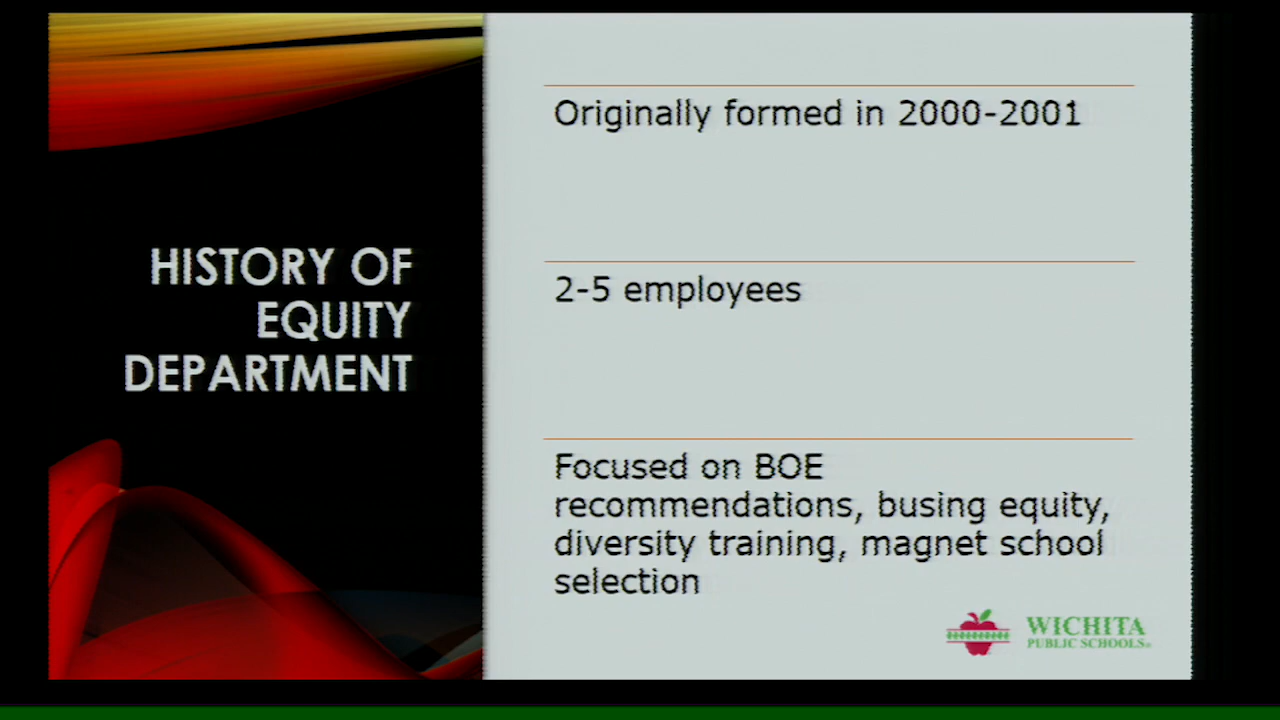 HISTORY OF
EQUITY
DEPARTMENT
Originally formed in 2000-2001
2-5 employees
Focused on BOE
recommendations, busing equity,
diversity training, magnet school
selection
WICHITA
PUBLIC SCHOOLS